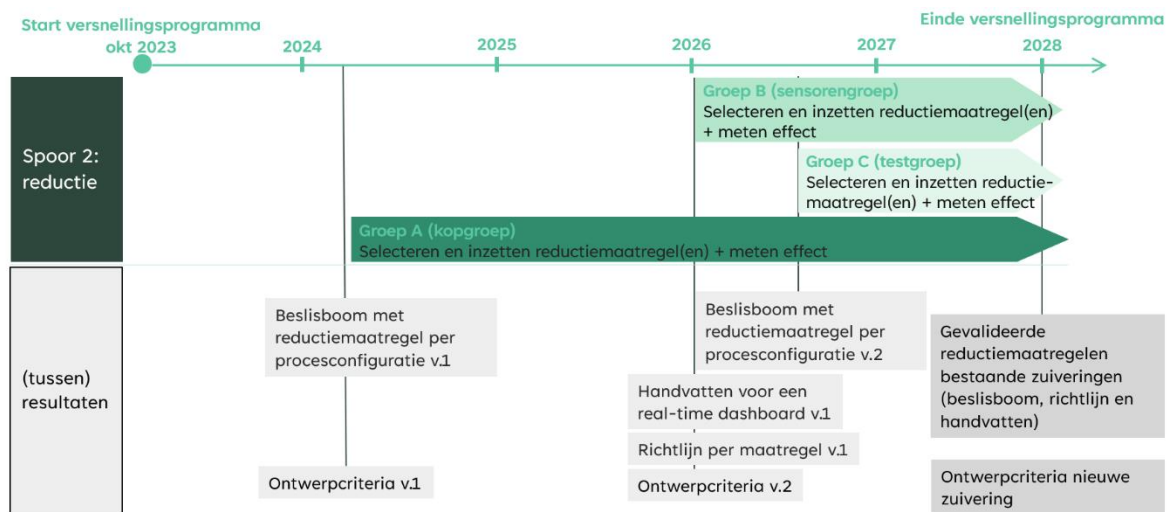 Start versnellingsprogramma
okt 2023
2024
2025
2026
2027
Einde versnellingsprogramma
2028
Spoor 2:
reductie
Groep B (sensorengroep)
Selecteren en inzetten reductiemaatregel(en)
+ meten effect
Groep C (testgroep)
Selecteren en inzetten reductie-
maatregel(en) + meten effect
Groep A (kopgroep)
Selecteren en inzetten reductiemaatregel(en) + meten effect
(tussen)
resultaten
Beslisboom met
reductiemaatregel per
procesconfiguratie v.1
Ontwerpcriteria v.1
Beslisboom met
reductiemaatregel per
procesconfiguratie v.2
Handvatten voor een
real-time dashboard v.1
Richtlijn per maatregel v.1
Ontwerpcriteria v.2
Gevalideerde
reductiemaatregelen
bestaande zuiveringen
(beslisboom, richtlijn en
handvatten)
Ontwerpcriteria nieuwe
zuivering